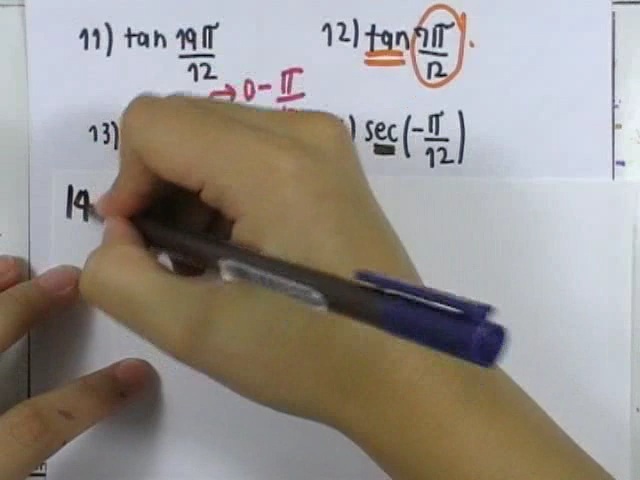 11) tan 19π/12 12) tan 7π/12
→ 0 - π
13) ) sec(-π/12)
14